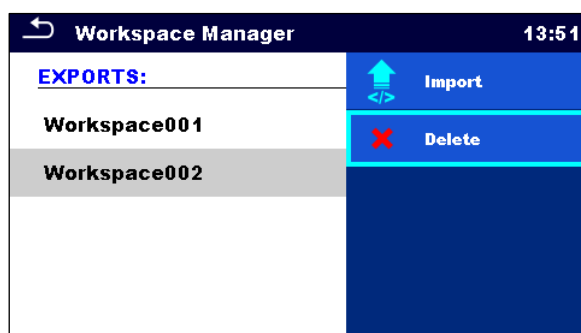 Workspace Manager 13:51
EXPORTS:
Import
</>
Workspace001
Delete
Workspace002